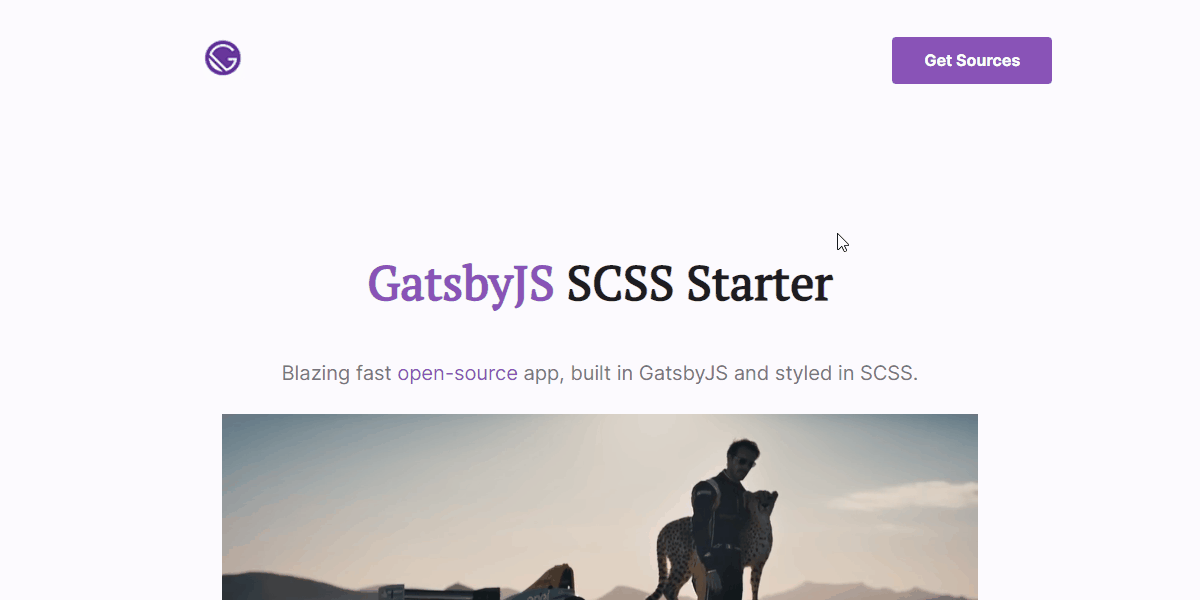 Get Sources
GatsbyJS SCSS Starter
Blazing fast open-source app, built in GatsbyJS and styled in SCSS.